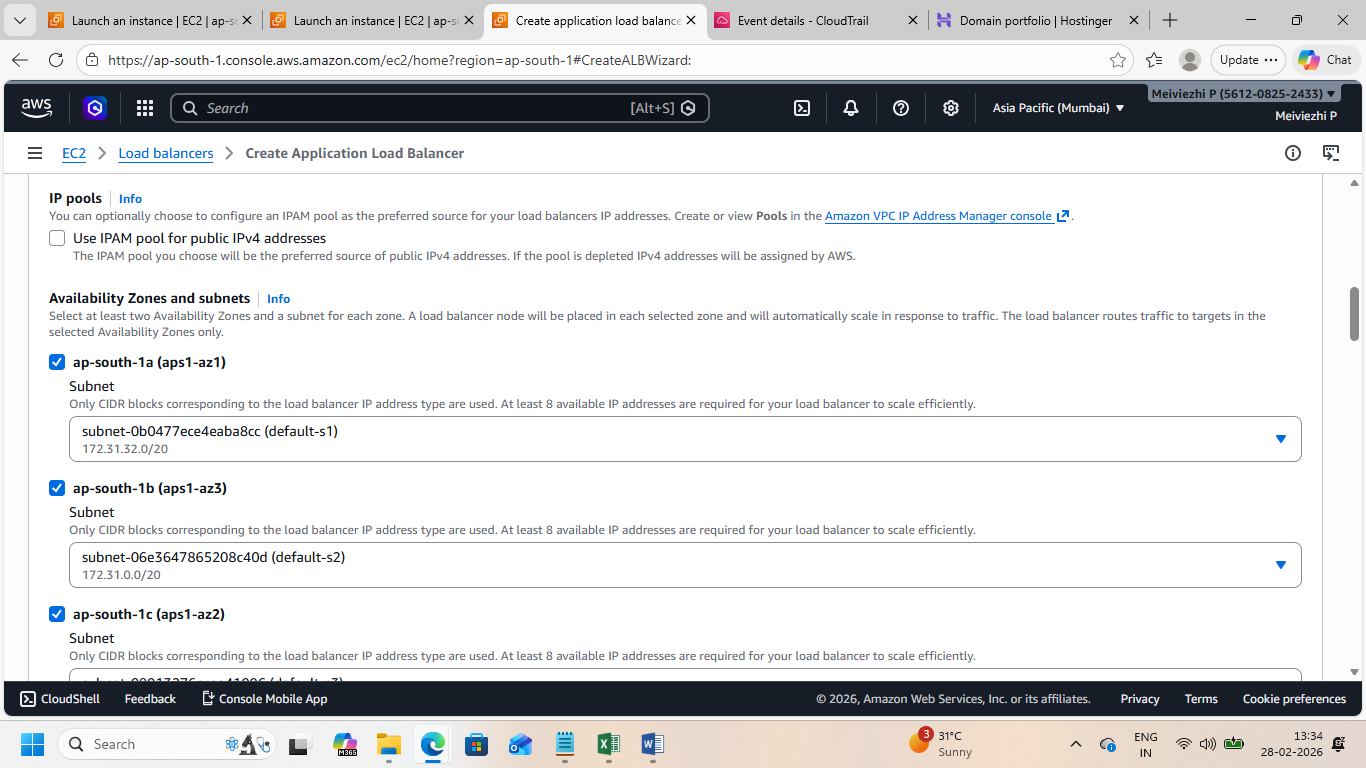 Launch an instance | EC2 | ap-s
Launch an instance | EC2 | ap-s
Create application load balance
Event details - CloudTrail
Domain portfolio | Hostinger
https://ap-south-1.console.aws.amazon.com/ec2/home?region=ap-south-1#CreateALBWizard:
Update
Chat
aws
Search
[Alt+S]
Asia Pacific (Mumbai)
Meiviezhi P (5612-0825-2433)
Meiviezhi P
EC2 > Load balancers > Create Application Load Balancer
IP pools | Info
You can optionally choose to configure an IPAM pool as the preferred source for your load balancers IP addresses. Create or view Pools in the Amazon VPC IP Address Manager console .
Use IPAM pool for public IPv4 addresses
The IPAM pool you choose will be the preferred source of public IPv4 addresses. If the pool is depleted IPv4 addresses will be assigned by AWS.
Availability Zones and subnets | Info
Select at least two Availability Zones and a subnet for each zone. A load balancer node will be placed in each selected zone and will automatically scale in response to traffic. The load balancer routes traffic to targets in the
selected Availability Zones only.
ap-south-1a (aps1-az1)
Subnet
Only CIDR blocks corresponding to the load balancer IP address type are used. At least 8 available IP addresses are required for your load balancer to scale efficiently.
subnet-0b0477ece4eaba8cc (default-s1)
172.31.32.0/20
ap-south-1b (aps1-az3)
Subnet
Only CIDR blocks corresponding to the load balancer IP address type are used. At least 8 available IP addresses are required for your load balancer to scale efficiently.
subnet-06e3647865208c40d (default-s2)
172.31.0.0/20
ap-south-1c (aps1-az2)
Subnet
Only CIDR blocks corresponding to the load balancer IP address type are used. At least 8 available IP addresses are required for your load balancer to scale efficiently.
CloudShell
Feedback
Console Mobile App
© 2026, Amazon Web Services, Inc. or its affiliates.
Privacy
Terms
Cookie preferences
Search
M365
3
31°C
Sunny
ENG
IN
13:34
28-02-2026